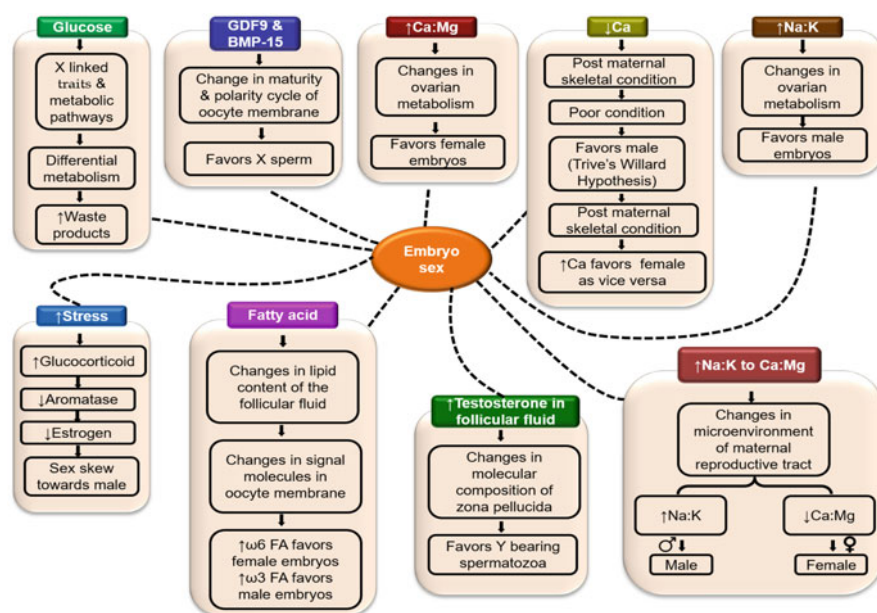 Glucose
X linked
traits &
metabolic
pathways
Differential
metabolism
↑Waste
products
GDF9 &
BMP-15
Change in maturity
& polarity cycle of
oocyte membrane
Favors X sperm
↑Ca:Mg
Changes in
ovarian
metabolism
Favors female
embryos
↓Ca
Post maternal
skeletal condition
Poor condition
Favors male
(Trive's Willard
Hypothesis)
Post maternal
skeletal condition
↑Ca favors female
as vice versa
↑Na:K
Changes in
ovarian
metabolism
Favors male
embryos
Embryo
sex
↑Stress
↑Glucocorticoid
↓Aromatase
↓Estrogen
Sex skew
towards male
Fatty acid
Changes in lipid
content of the
follicular fluid
Changes in signal
molecules in
oocyte membrane
↑ω6 FA favors
female embryos
↑ω3 FA favors
male embryos
↑Testosterone in
follicular fluid
Changes in
molecular
composition of
zona pellucida
Favors Y bearing
spermatozoa
↑Na:K to Ca:Mg
Changes in
microenvironment
of maternal
reproductive tract
↑Na:K
♂
Male
↓Ca:Mg
♀
Female